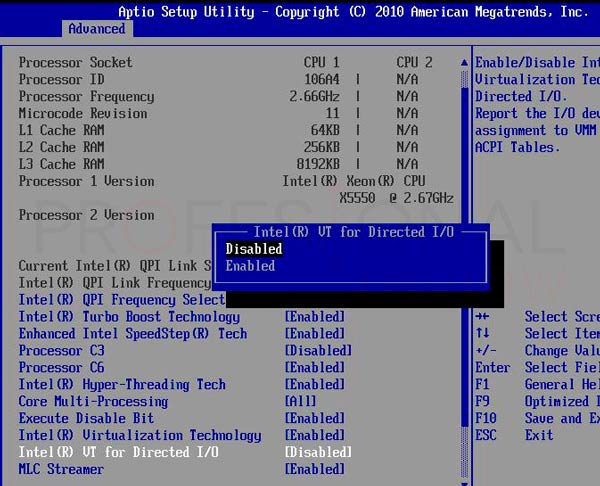 Aptio Setup Utility - Copyright (C) 2010 American Megatrends, Inc.
Advanced
Processor Socket CPU 1 CPU 2
Processor ID 106A4 | N/A
Processor Frequency 2.66GHz | N/A
Microcode Revision 11 | N/A
L1 Cache RAM 64KB | N/A
L2 Cache RAM 256KB | N/A
L3 Cache RAM 8192KB | N/A
Processor 1 Version Intel(R) Xeon(R) CPU
X5550 @ 2.67GHz
Processor 2 Version
Current Intel(R) QPI Link S
Intel(R) QPI Link Frequency
Intel(R) QPI Frequency Select
Intel(R) Turbo Boost Technology [Enabled]
Enhanced Intel SpeedStep(R) Tech [Enabled]
Processor C3 [Disabled]
Processor C6 [Enabled]
Intel(R) Hyper-Threading Tech [Enabled]
Core Multi-Processing [All]
Execute Disable Bit [Enabled]
Intel(R) Virtualization Technology [Enabled]
Intel(R) VT for Directed I/O [Disabled]
MLC Streamer [Enabled]
Intel(R) VT for Directed I/O
Disabled
Enabled
Enable/Disable Int
Virtualization Tec
Directed I/O.
Report the I/O dev
assignment to VMM
ACPI Tables.
→← Select Scre
↑↓ Select Item
+/- Change Valu
Enter Select Fiel
F1 General Hel
F9 Optimized D
F10 Save and Ex
ESC Exit